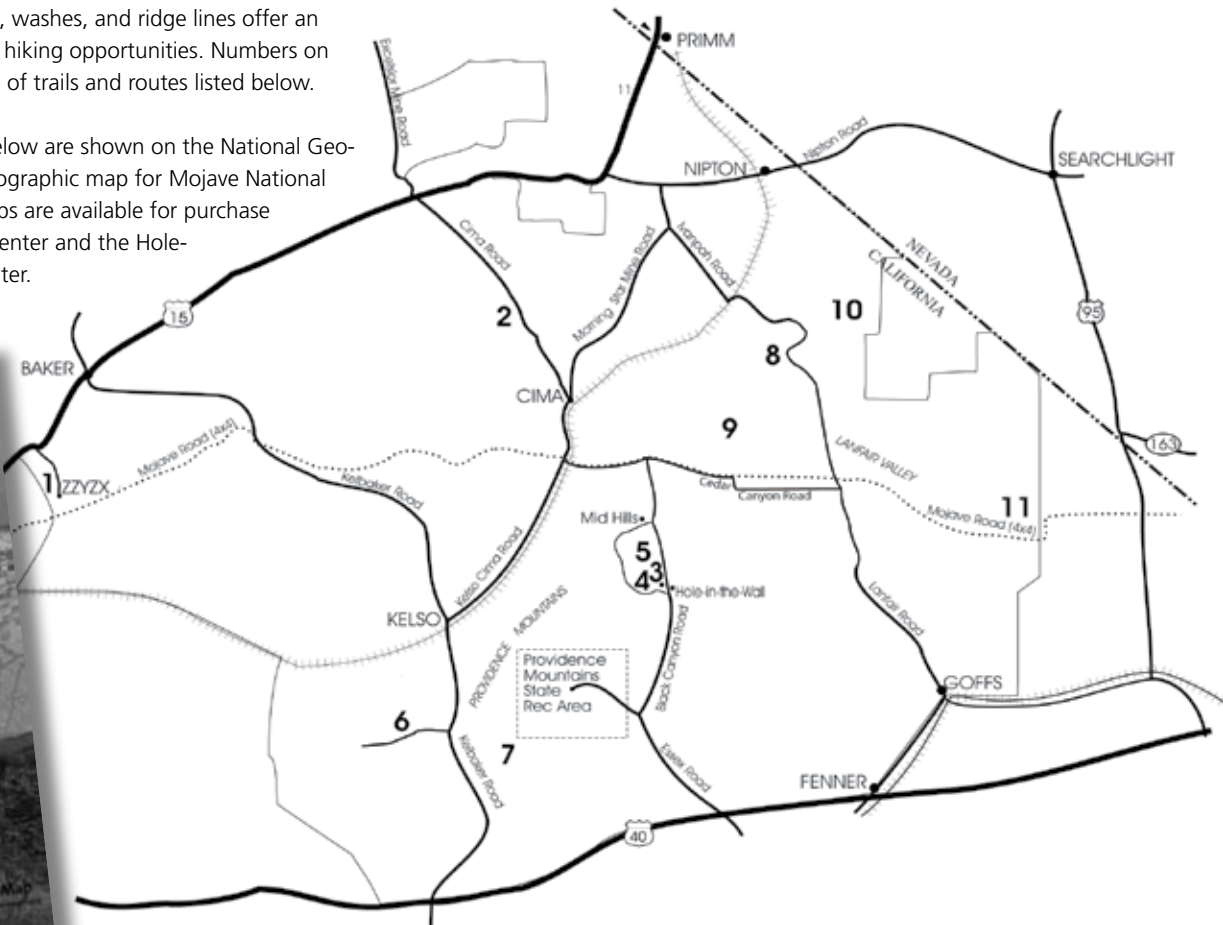 , washes, and ridge lines offer an
hiking opportunities. Numbers on
of trails and routes listed below.
elow are shown on the National Geo-
ographic map for Mojave National
ps are available for purchase
enter and the Hole-
ter.
PRIMM
Excelsior Mine Road
11
NIPTON
Nipton Road
SEARCHLIGHT
Cima Road
Morning Star Mine Road
Ivanpah Road
NEVADA
CALIFORNIA
15
2
10
95
BAKER
8
CIMA
9
Mojave Road (4x4)
LANFAIR VALLEY
163
1
ZZYZX
Kelbaker Road
Cedar
Canyon Road
11
Mojave Road (4x4)
Mid Hills
5
3
4
Hole-in-the-Wall
Kelso Cima Road
KELSO
PROVIDENCE MOUNTAINS
Black Canyon Road
Lanfair Road
Providence
Mountains
State
Rec Area
GOFFS
6
7
Kelbaker Road
Essex Road
FENNER
40
Map